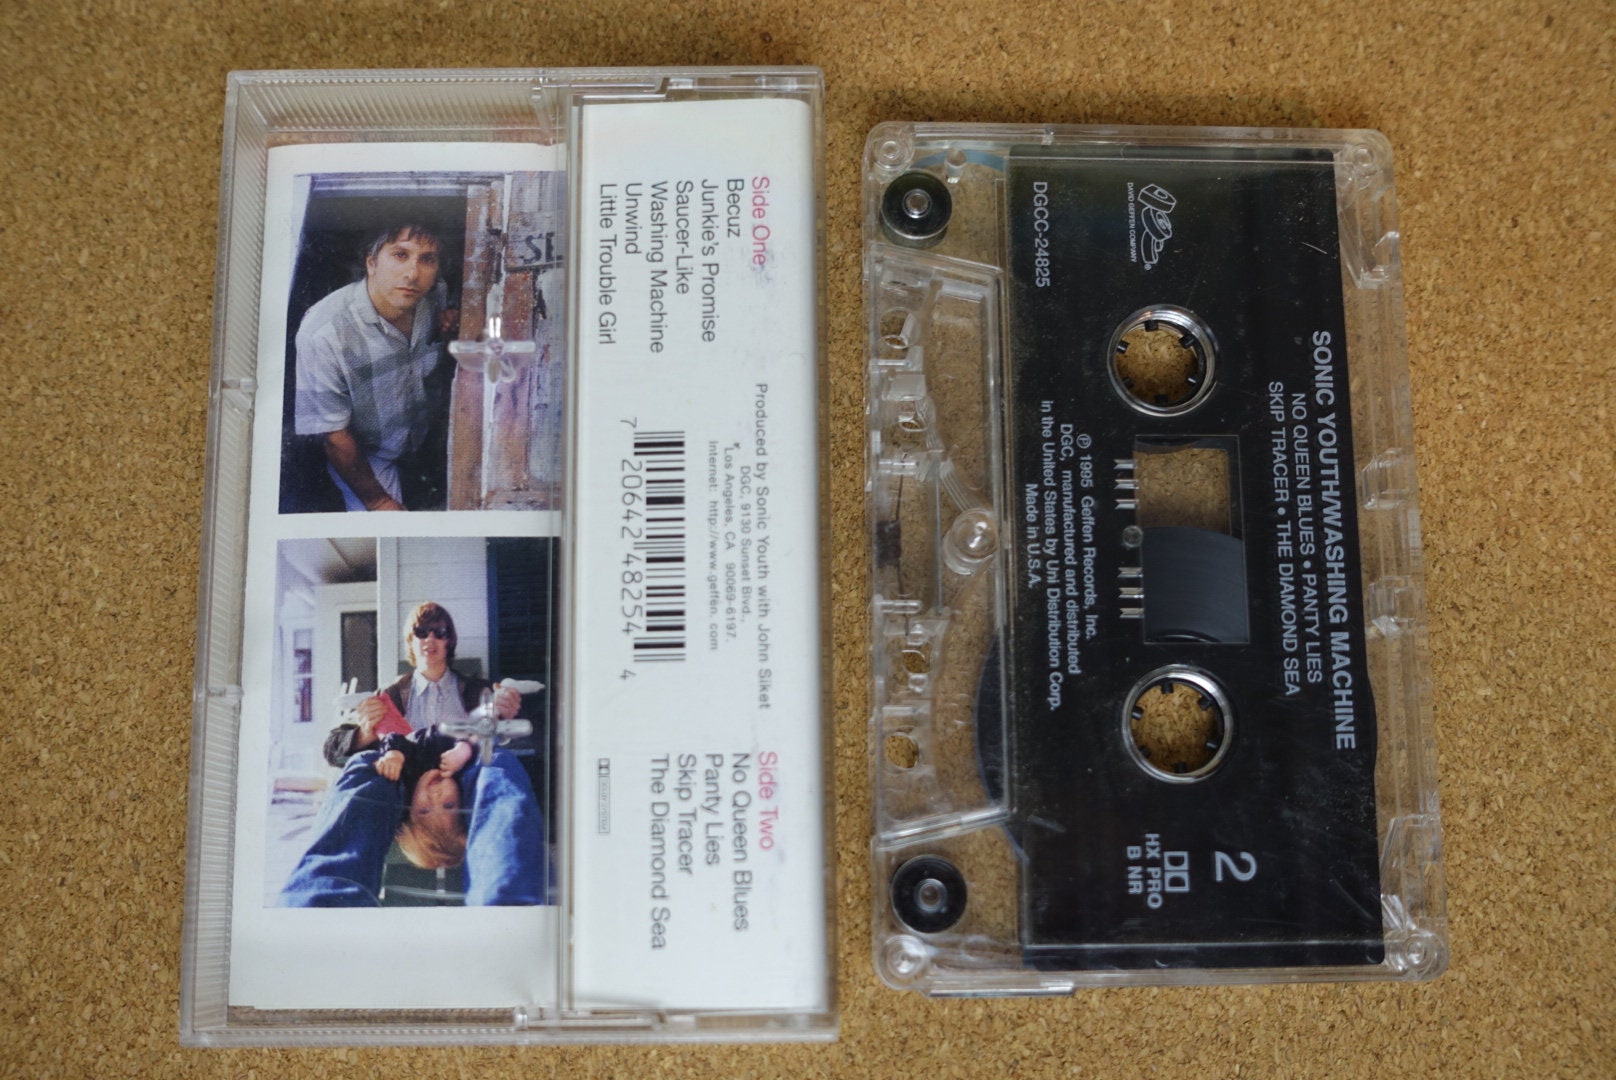 Side One
Becuz
Junkie's Promise
Saucer-Like
Washing Machine
Unwind
Little Trouble Girl
Produced by Sonic Youth with John Siket
DGC, 9130 Sunset Blvd.,
Los Angeles, CA 90069-6197.
Internet: http://www.geffen.com
7 20642 48254 4
Side Two
No Queen Blues
Panty Lies
Skip Tracer
The Diamond Sea
SONIC YOUTH/WASHING MACHINE
NO QUEEN BLUES • PANTY LIES
SKIP TRACER • THE DIAMOND SEA
DAVID GEFFEN COMPANY
®
DGCC-24825
℗ 1995 Geffen Records, Inc.
DGC, manufactured and distributed
in the United States by Uni Distribution Corp.
Made in U.S.A.
2
HX PRO
B NR